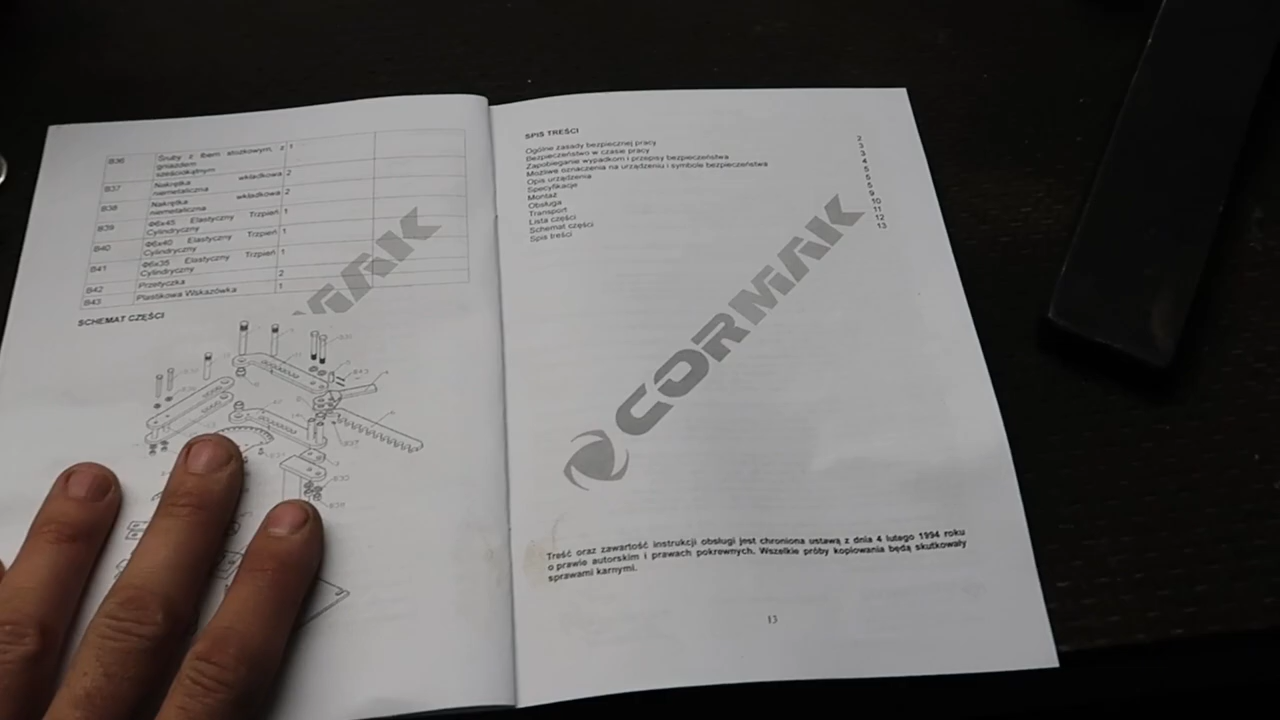 B36 Śruby z łbem stożkowym, z 1
gniazdem
sześciokątnym
B37 Nakrętka wkładkowa 2
niemetaliczna
B38 Nakrętka wkładkowa 2
niemetaliczna
B39 Φ6x45 Elastyczny Trzpień 1
Cylindryczny
B40 Φ6x40 Elastyczny Trzpień 1
Cylindryczny
B41 Φ6x35 Elastyczny Trzpień 1
Cylindryczny
B42 Przetyczka 2
B43 Plastikowa Wskazówka 1
SCHEMAT CZĘŚCI
B43
B37
B30
SPIS TREŚCI
Ogólne zasady bezpiecznej pracy 2
Bezpieczeństwo w czasie pracy 3
Zapobieganie wypadkom i przepisy bezpieczeństwa 3
Możliwe oznaczenia na urządzeniu i symbole bezpieczeństwa 4
Opis urządzenia 5
Specyfikacje 5
Montaż 5
Obsługa 9
Transport 10
Lista części 11
Schemat części 12
Spis treści 13
CORMAK
Treść oraz zawartość instrukcji obsługi jest chroniona ustawą z dnia 4 lutego 1994 roku
o prawie autorskim i prawach pokrewnych. Wszelkie próby kopiowania będą skutkowały
sprawami karnymi.
13